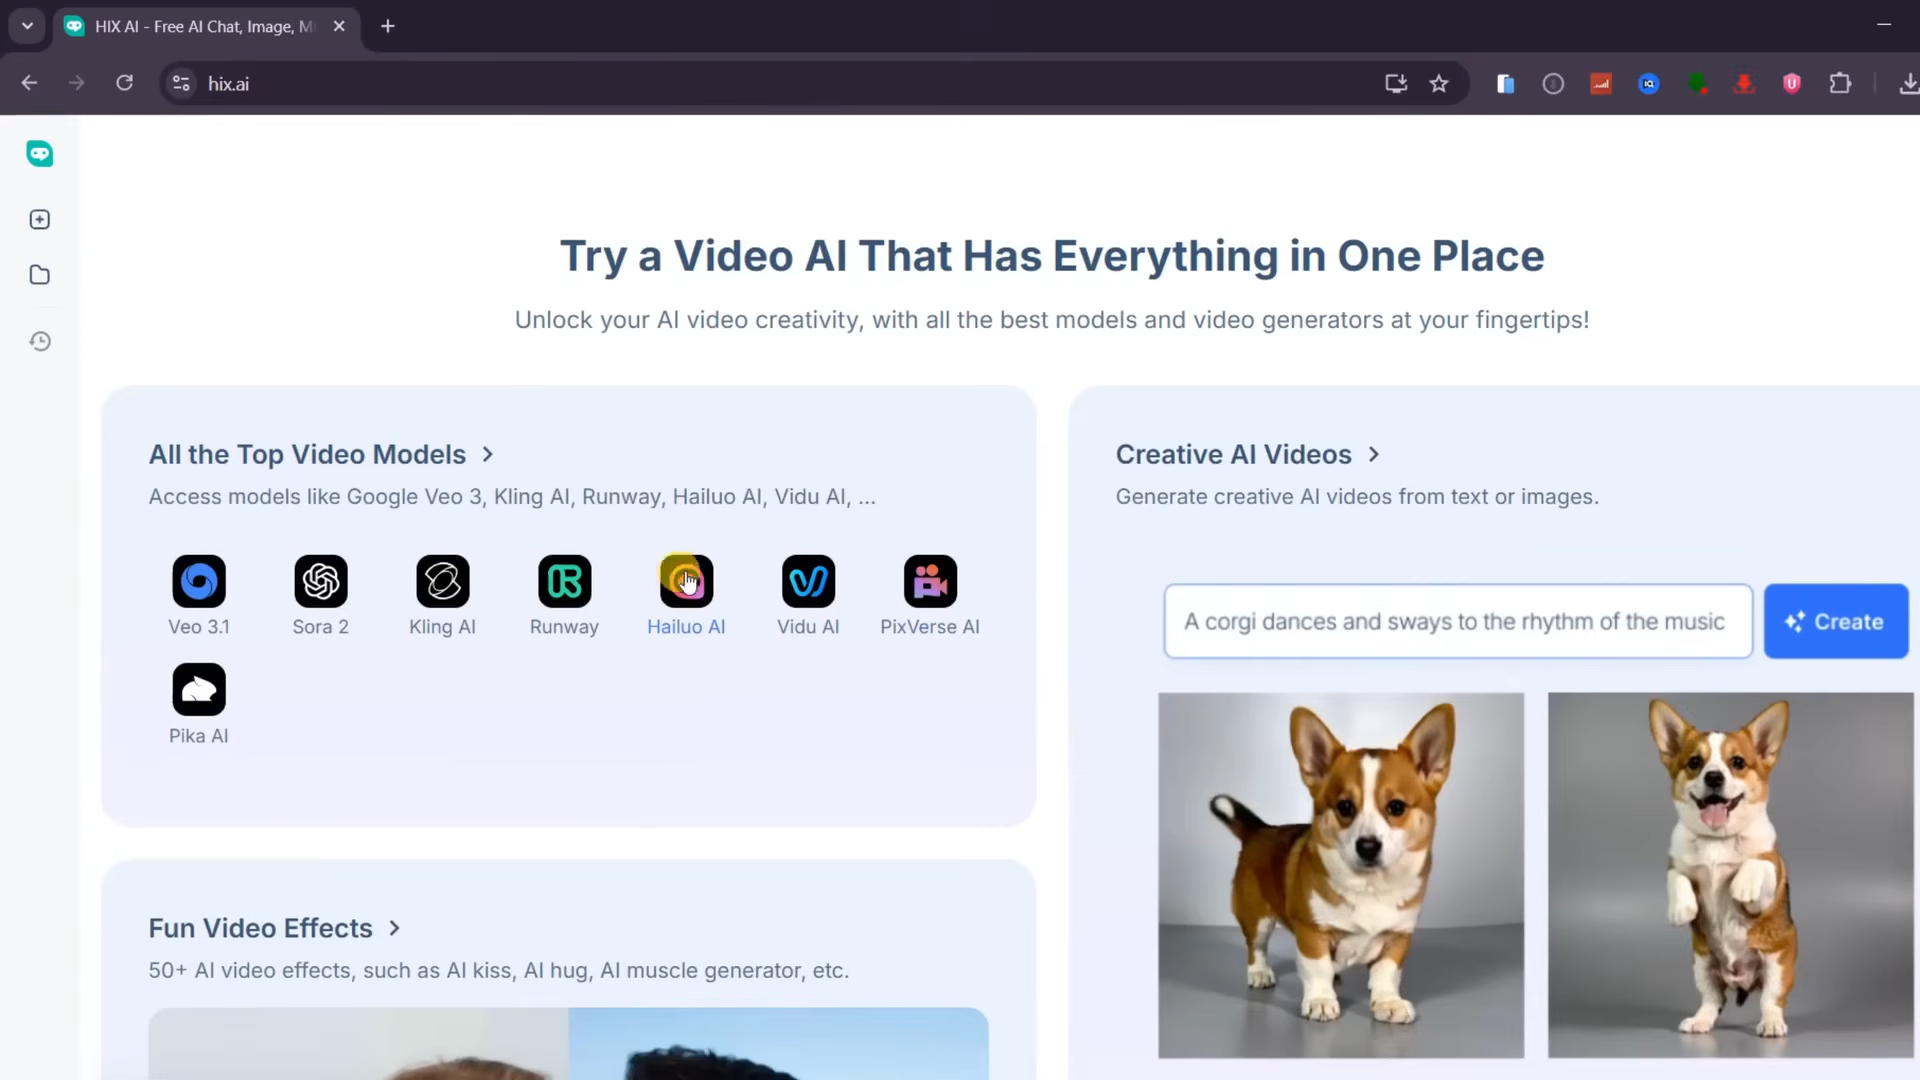 HIX AI - Free AI Chat, Image, M
hix.ai
Try a Video AI That Has Everything in One Place
Unlock your AI video creativity, with all the best models and video generators at your fingertips!
All the Top Video Models
Access models like Google Veo 3, Kling AI, Runway, Hailuo AI, Vidu AI, ...
Veo 3.1
Sora 2
Kling AI
Runway
Hailuo AI
Vidu AI
PixVerse AI
Pika AI
Creative AI Videos
Generate creative AI videos from text or images.
A corgi dances and sways to the rhythm of the music
Create
Fun Video Effects
50+ AI video effects, such as AI kiss, AI hug, AI muscle generator, etc.